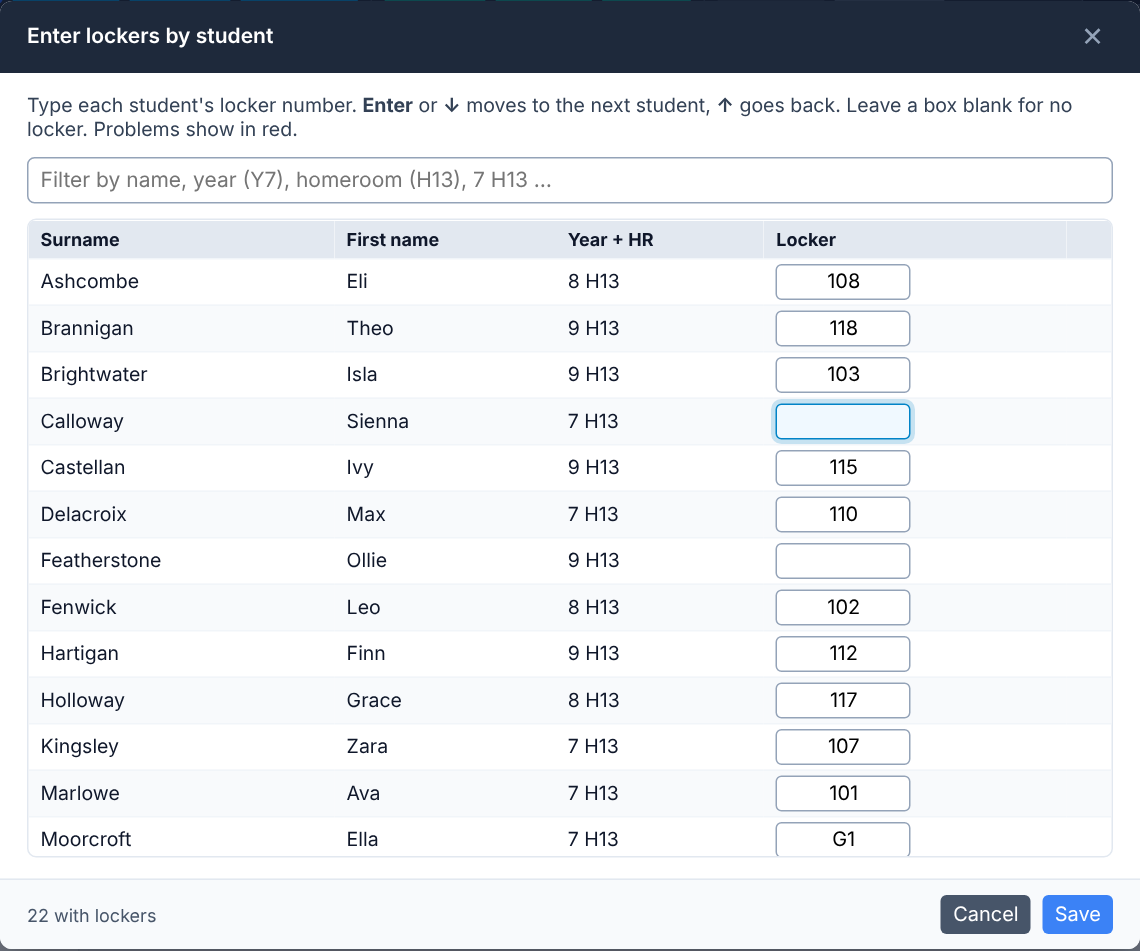 Enter lockers by student
Type each student's locker number. Enter or ↓ moves to the next student, ↑ goes back. Leave a box blank for no
locker. Problems show in red.
Filter by name, year (Y7), homeroom (H13), 7 H13 ...
Surname First name Year + HR Locker
Ashcombe Eli 8 H13 108
Brannigan Theo 9 H13 118
Brightwater Isla 9 H13 103
Calloway Sienna 7 H13
Castellan Ivy 9 H13 115
Delacroix Max 7 H13 110
Featherstone Ollie 9 H13
Fenwick Leo 8 H13 102
Hartigan Finn 9 H13 112
Holloway Grace 8 H13 117
Kingsley Zara 7 H13 107
Marlowe Ava 7 H13 101
Moorcroft Ella 7 H13 G1
22 with lockers Cancel Save